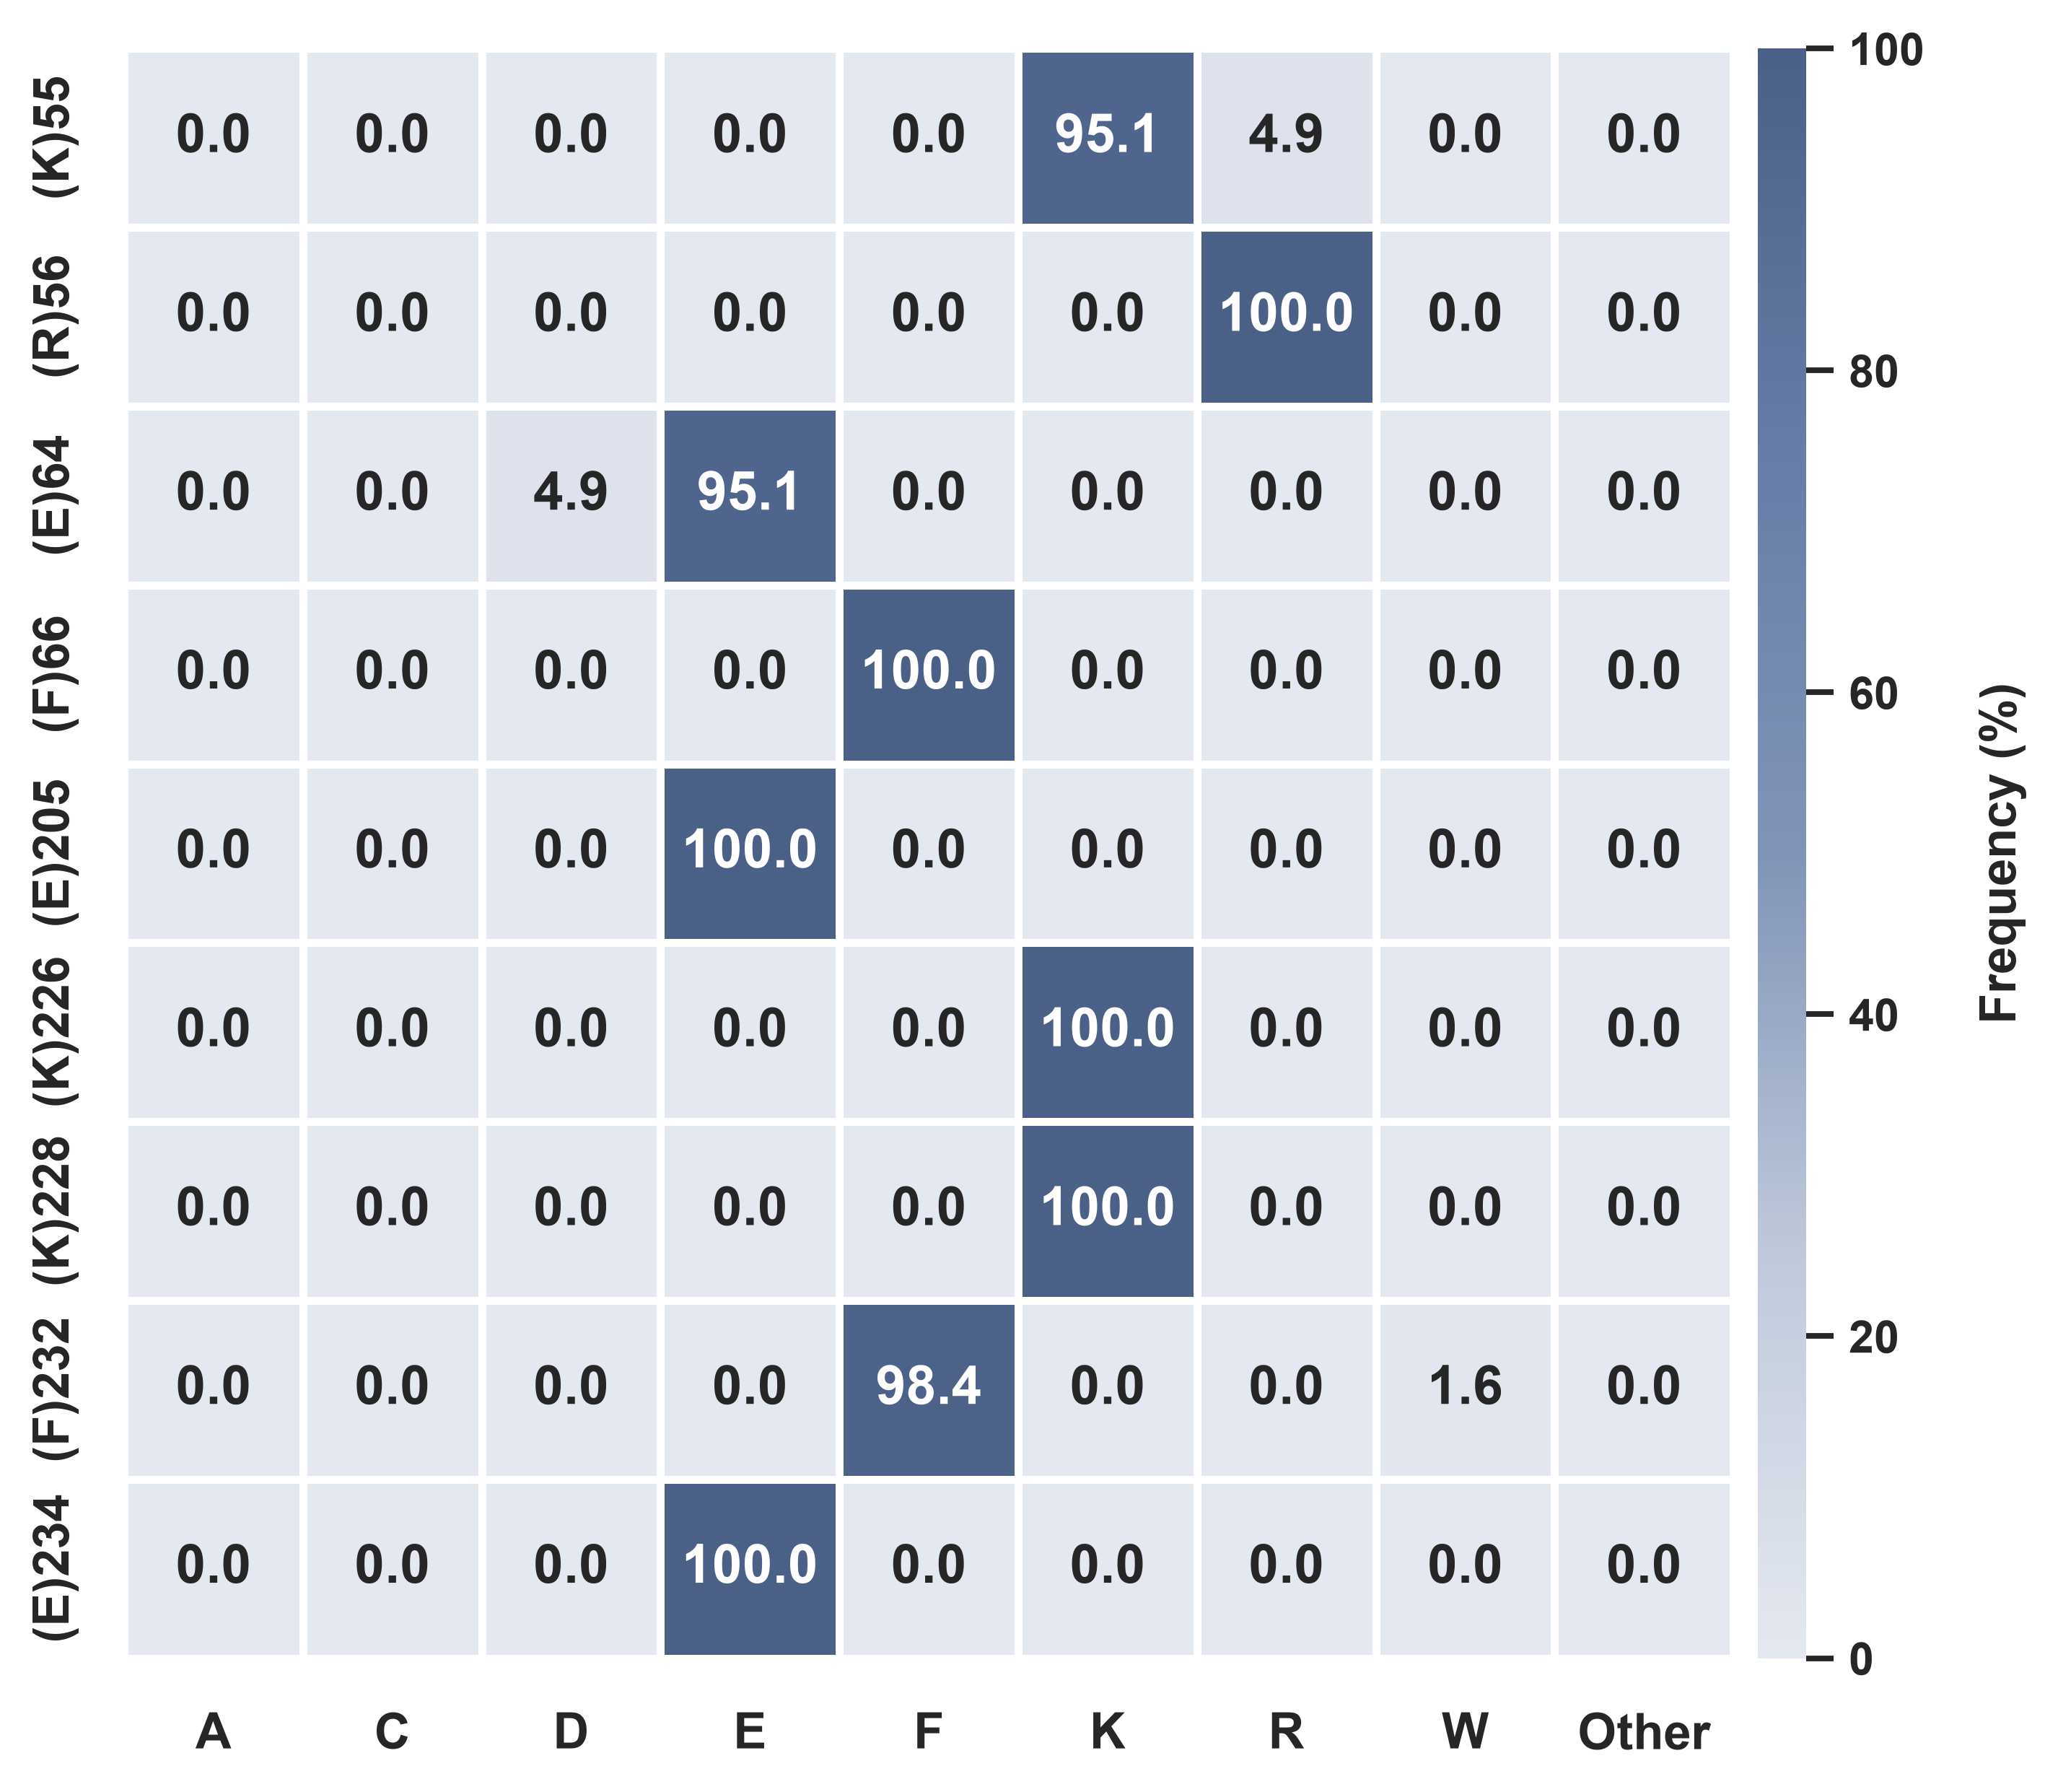 (K)55 0.0 0.0 0.0 0.0 0.0 95.1 4.9 0.0 0.0
(R)56 0.0 0.0 0.0 0.0 0.0 0.0 100.0 0.0 0.0
(E)64 0.0 0.0 4.9 95.1 0.0 0.0 0.0 0.0 0.0
(F)66 0.0 0.0 0.0 0.0 100.0 0.0 0.0 0.0 0.0
(E)205 0.0 0.0 0.0 100.0 0.0 0.0 0.0 0.0 0.0
(K)226 0.0 0.0 0.0 0.0 0.0 100.0 0.0 0.0 0.0
(K)228 0.0 0.0 0.0 0.0 0.0 100.0 0.0 0.0 0.0
(F)232 0.0 0.0 0.0 0.0 98.4 0.0 0.0 1.6 0.0
(E)234 0.0 0.0 0.0 100.0 0.0 0.0 0.0 0.0 0.0
A C D E F K R W Other
100
80
60
40
20
0
Frequency (%)